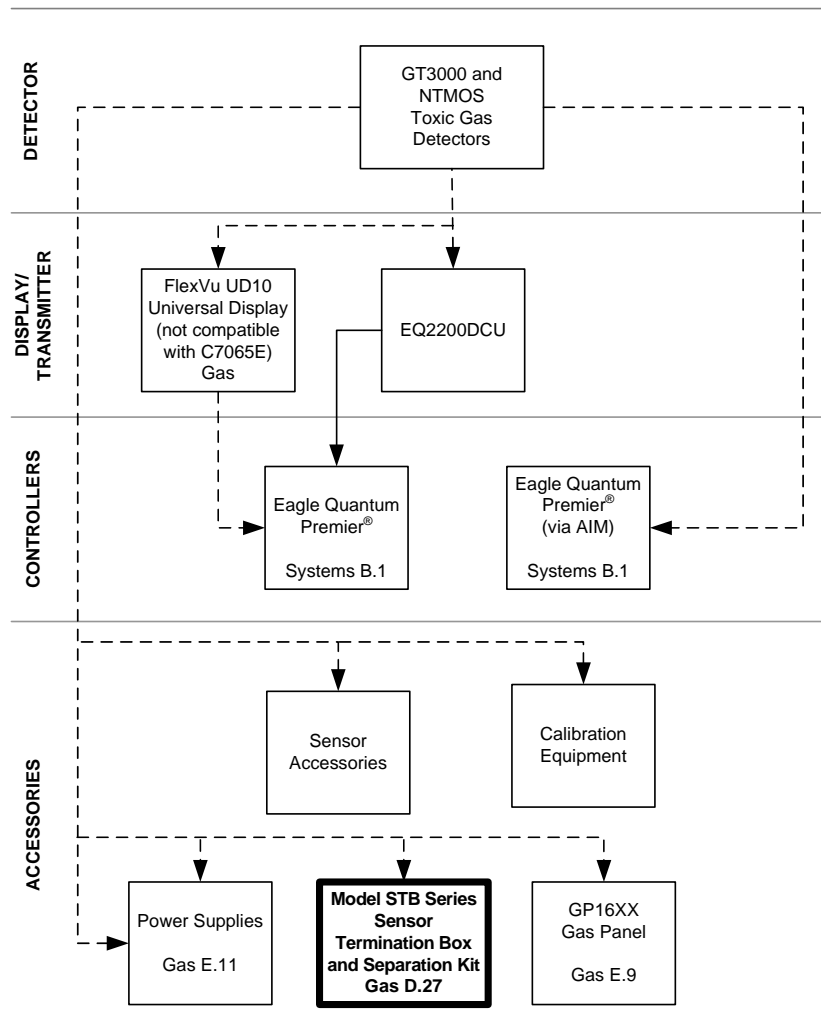 DETECTOR
GT3000 and
NTMOS
Toxic Gas
Detectors
DISPLAY/
TRANSMITTER
FlexVu UD10
Universal Display
(not compatible
with C7065E)
Gas
EQ2200DCU
CONTROLLERS
Eagle Quantum
Premier®
Systems B.1
Eagle Quantum
Premier®
(via AIM)
Systems B.1
ACCESSORIES
Sensor
Accessories
Calibration
Equipment
Power Supplies
Gas E.11
Model STB Series
Sensor
Termination Box
and Separation Kit
Gas D.27
GP16XX
Gas Panel
Gas E.9